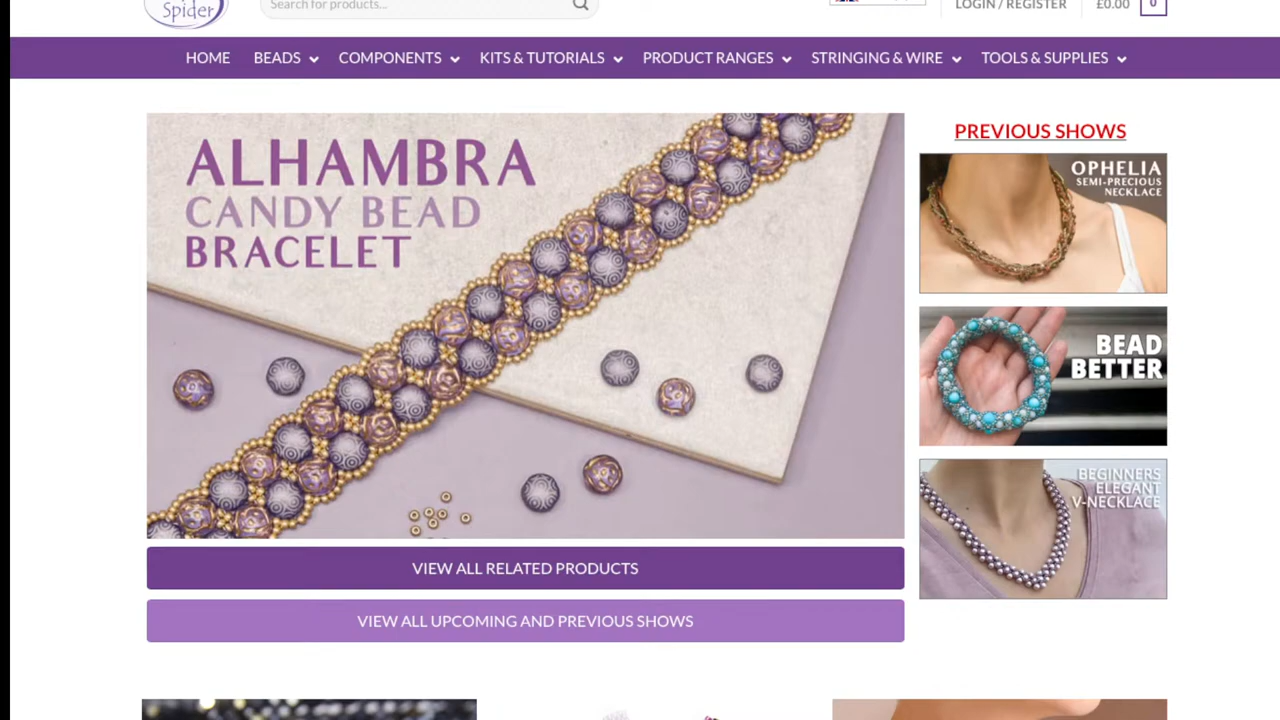 Spider
Search for products...
LOGIN / REGISTER
£0.00
0
HOME
BEADS
COMPONENTS
KITS & TUTORIALS
PRODUCT RANGES
STRINGING & WIRE
TOOLS & SUPPLIES
ALHAMBRA
CANDY BEAD
BRACELET
VIEW ALL RELATED PRODUCTS
VIEW ALL UPCOMING AND PREVIOUS SHOWS
PREVIOUS SHOWS
OPHELIA
SEMI-PRECIOUS
NECKLACE
BEAD
BETTER
BEGINNERS
ELEGANT
V-NECKLACE